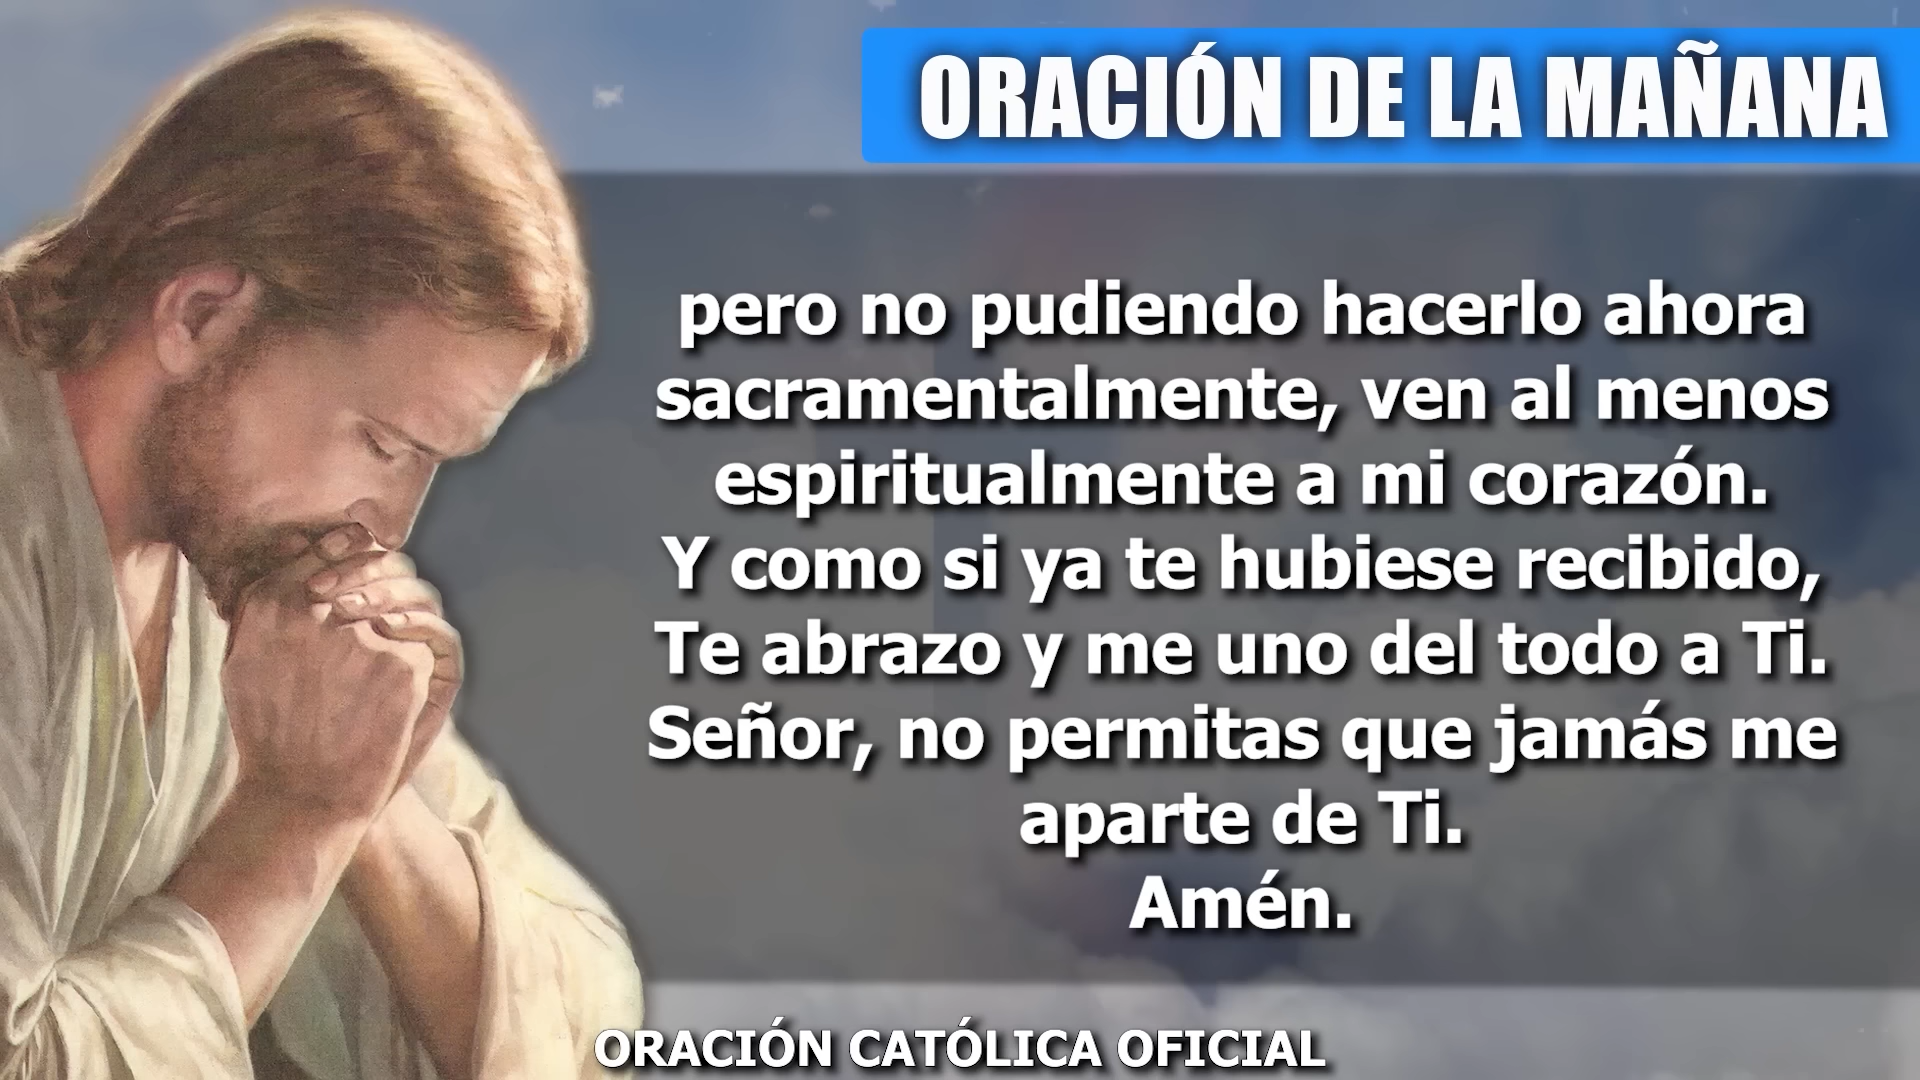 ORACIÓN DE LA MAÑANA
pero no pudiendo hacerlo ahora
sacramentalmente, ven al menos
espiritualmente a mi corazón.
Y como si ya te hubiese recibido,
Te abrazo y me uno del todo a Ti.
Señor, no permitas que jamás me
aparte de Ti.
Amén.
ORACIÓN CATÓLICA OFICIAL